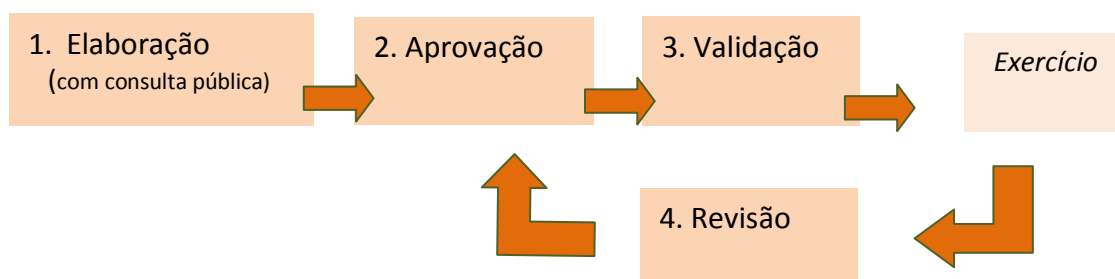 1. Elaboração
(com consulta pública)
2. Aprovação
3. Validação
Exercício
4. Revisão